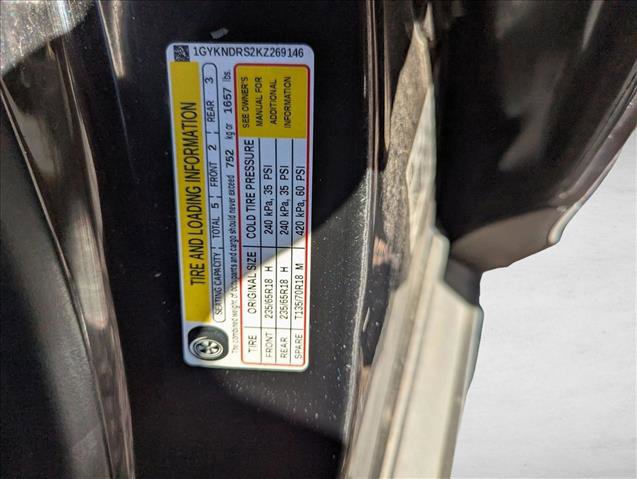 1GYKNDRS2KZ269146
TIRE AND LOADING INFORMATION
SEATING CAPACITY TOTAL 5 FRONT 2 REAR 3
The combined weight of occupants and cargo should never exceed 752 kg or 1657 lbs.
TIRE ORIGINAL SIZE COLD TIRE PRESSURE
FRONT 235/65R18 H 240 kPa, 35 PSI
REAR 235/65R18 H 240 kPa, 35 PSI
SPARE T135/70R18 M 420 kPa, 60 PSI
SEE OWNER'S
MANUAL FOR
ADDITIONAL
INFORMATION